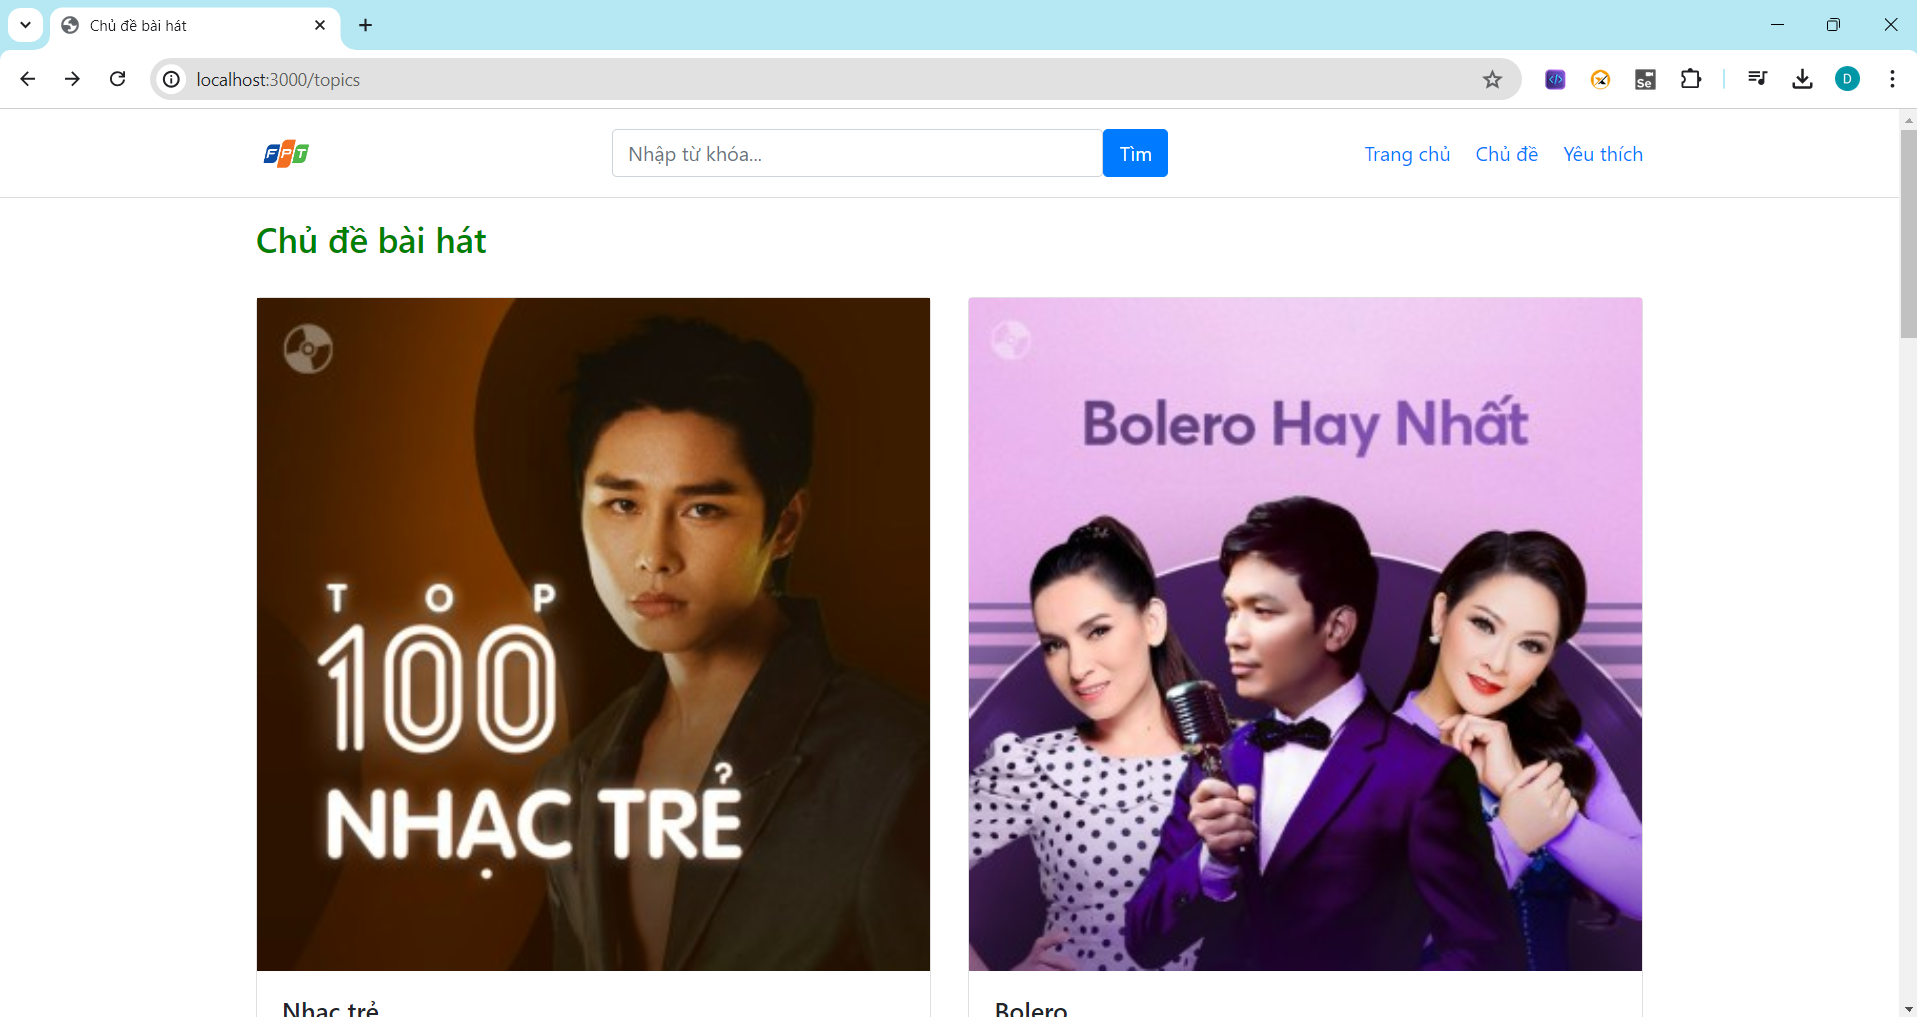 Chủ đề bài hát
localhost:3000/topics
Se
D
FPT
Nhập từ khóa...
Tìm
Trang chủ
Chủ đề
Yêu thích
Chủ đề bài hát
TOP
100
NHẠC TRẺ
Bolero Hay Nhất
Nhạc trẻ
Bolero